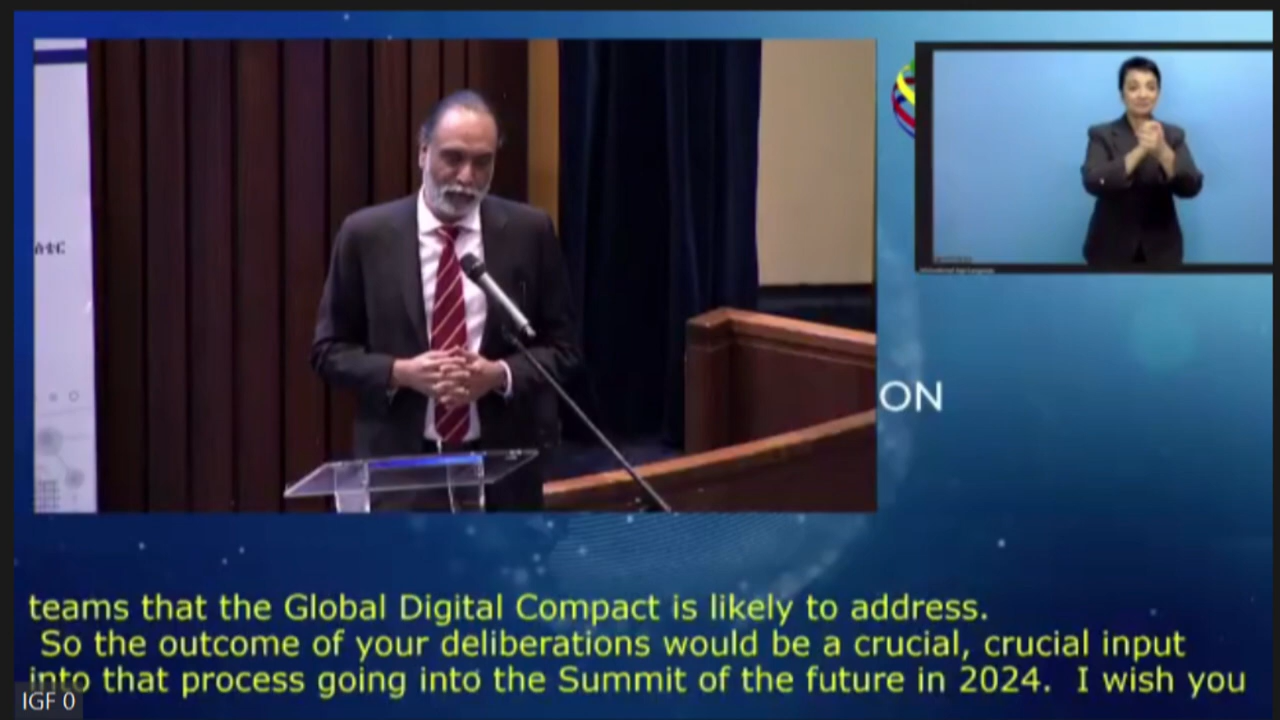 ስቴር
ON
teams that the Global Digital Compact is likely to address.
So the outcome of your deliberations would be a crucial, crucial input
into that process going into the Summit of the future in 2024. I wish you
IGF 0